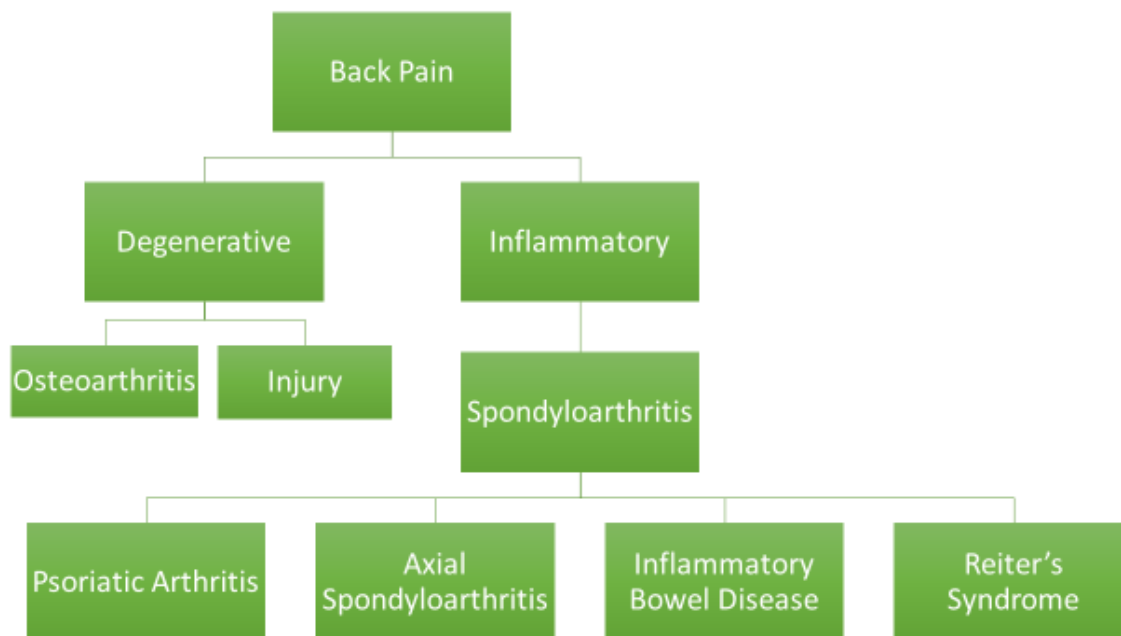 Back Pain
Degenerative
Inflammatory
Osteoarthritis
Injury
Spondyloarthritis
Psoriatic Arthritis
Axial
Spondyloarthritis
Inflammatory
Bowel Disease
Reiter's
Syndrome